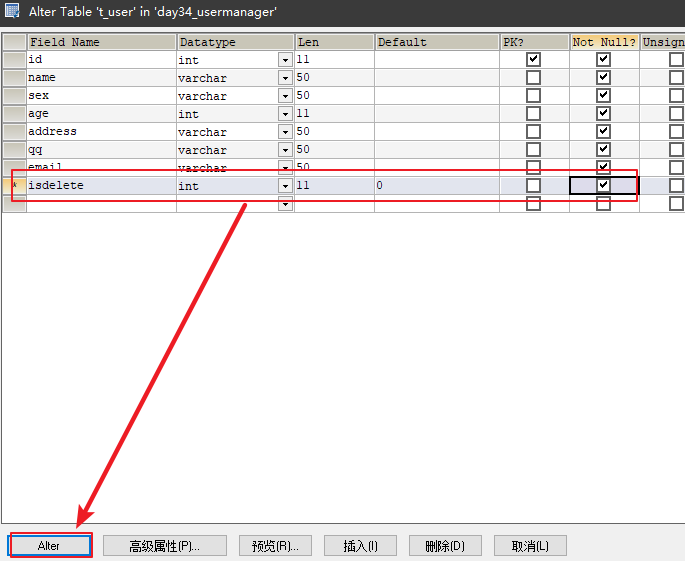 Alter Table 't_user' in 'day34_usermanager'
Field Name Datatype Len Default PK? Not Null? Unsign
id int 11
name varchar 50
sex varchar 50
age int 11
address varchar 50
qq varchar 50
email varchar 50
* isdelete int 11 0
Alter 高级属性(P)... 预览(R)... 插入(I) 删除(D) 取消(L)